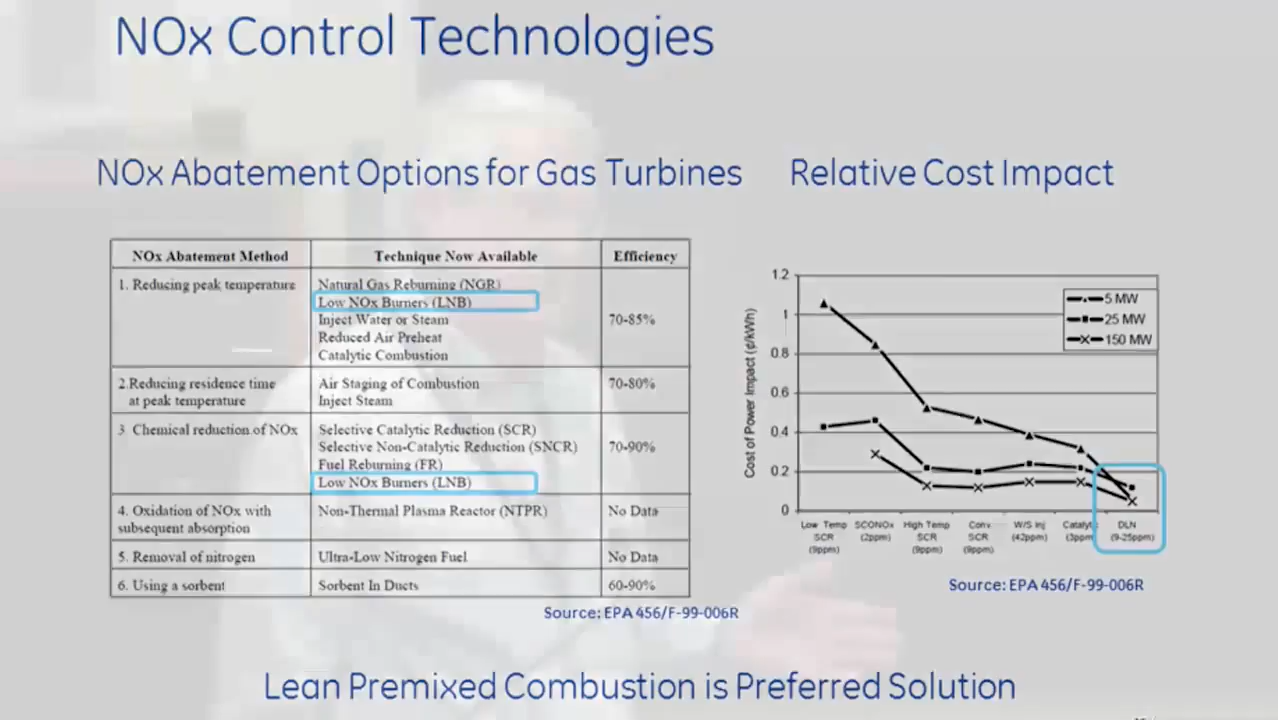 NOx Control Technologies
NOx Abatement Options for Gas Turbines
NOx Abatement Method Technique Now Available Efficiency
1. Reducing peak temperature
Natural Gas Reburning (NGR)
Low NOx Burners (LNB)
Inject Water or Steam
Reduced Air Preheat
Catalytic Combustion
70-85%
2.Reducing residence time
at peak temperature
Air Staging of Combustion
Inject Steam
70-80%
3 Chemical reduction of NOx
Selective Catalytic Reduction (SCR)
Selective Non-Catalytic Reduction (SNCR)
Fuel Reburning (FR)
Low NOx Burners (LNB)
70-90%
4. Oxidation of NOx with
subsequent absorption
Non-Thermal Plasma Reactor (NTPR)
No Data
5. Removal of nitrogen
Ultra-Low Nitrogen Fuel
No Data
6. Using a sorbent
Sorbent In Ducts
60-90%
Source: EPA 456/F-99-006R
Relative Cost Impact
Cost of Power Impact (¢/kWh)
1.2
1
0.8
0.6
0.4
0.2
0
5 MW
25 MW
150 MW
Low Temp
SCR
(9ppm)
SCONOx
(2ppm)
High Temp
SCR
(9ppm)
Conv
SCR
(9ppm)
W/S Inj
(42ppm)
Catalyt
(3ppm
DLN
(9-25ppm)
Source: EPA 456/F-99-006R
Lean Premixed Combustion is Preferred Solution